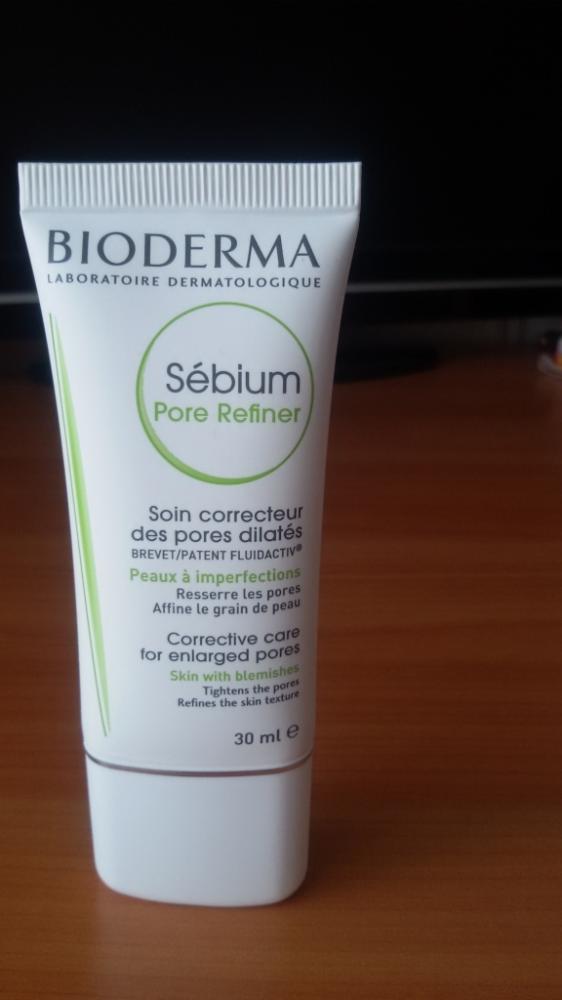 BIODERMA
LABORATOIRE DERMATOLOGIQUE
Sébium
Pore Refiner
Soin correcteur
des pores dilatés
BREVET/PATENT FLUIDACTIV®
Peaux à imperfections
Resserre les pores
Affine le grain de peau
Corrective care
for enlarged pores
Skin with blemishes
Tightens the pores
Refines the skin texture
30 ml ℮